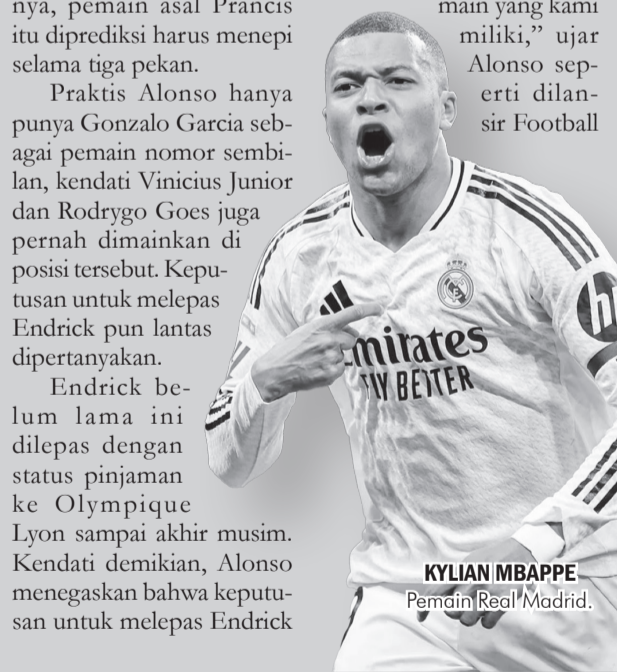 nya, pemain asal Prancis
itu diprediksi harus menepi
selama tiga pekan.
Praktis Alonso hanya
punya Gonzalo Garcia seb-
agai pemain nomor sembi-
lan, kendati Vinicius Junior
dan Rodrygo Goes juga
pernah dimainkan di
posisi tersebut. Kepu-
tusan untuk melepas
Endrick pun lantas
dipertanyakan.
Endrick be-
lum lama ini
dilepas dengan
status pinjaman
ke Olympique
Lyon sampai akhir musim.
Kendati demikian, Alonso
menegaskan bahwa keputu-
san untuk melepas Endrick
main yang kami
miliki,” ujar
Alonso sep-
erti dilan-
sir Football
Emirates
FLY BETTER
KYLIAN MBAPPE
Pemain Real Madrid.